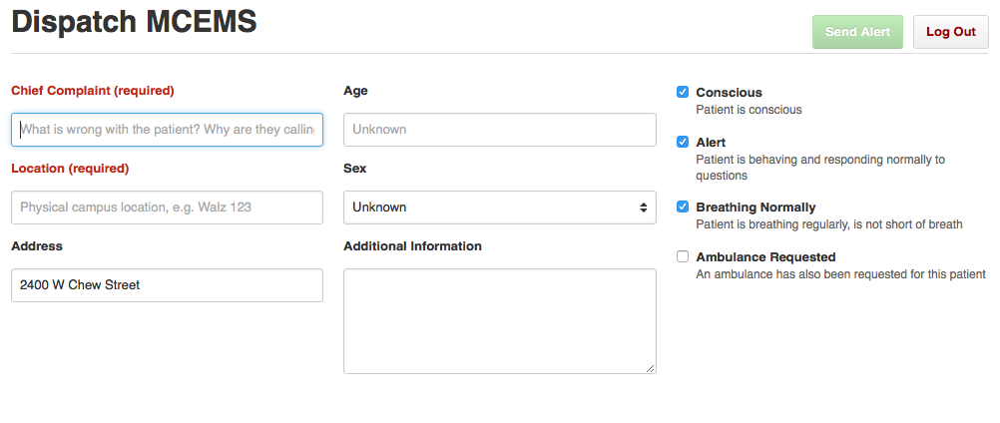 Dispatch MCEMS
Send Alert
Log Out
Chief Complaint (required)
What is wrong with the patient? Why are they callin
Location (required)
Physical campus location, e.g. Walz 123
Address
2400 W Chew Street
Age
Unknown
Sex
Unknown
Additional Information
Conscious
Patient is conscious
Alert
Patient is behaving and responding normally to
questions
Breathing Normally
Patient is breathing regularly, is not short of breath
Ambulance Requested
An ambulance has also been requested for this patient